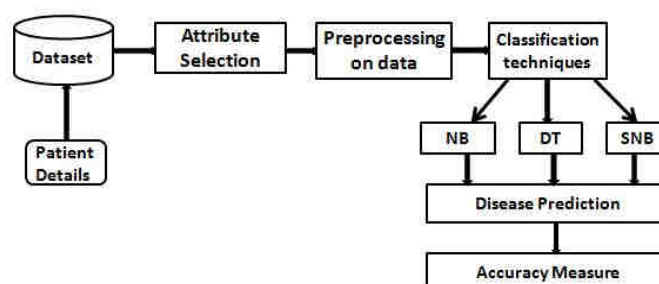 Dataset
Attribute
Selection
Preprocessing
on data
Classification
techniques
Patient
Details
NB
DT
SNB
Disease Prediction
Accuracy Measure